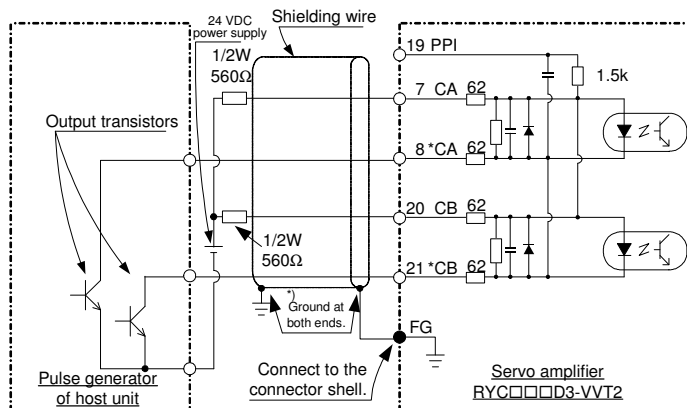 24 VDC
power supply
Shielding wire
1/2W
560Ω
19 PPI
1.5k
7 CA 62
Output transistors
8 *CA 62
20 CB 62
1/2W
560Ω
21 *CB 62
*)
Ground at
both ends.
FG
Connect to the
connector shell.
Pulse generator
of host unit
Servo amplifier
RYC□□□D3-VVT2